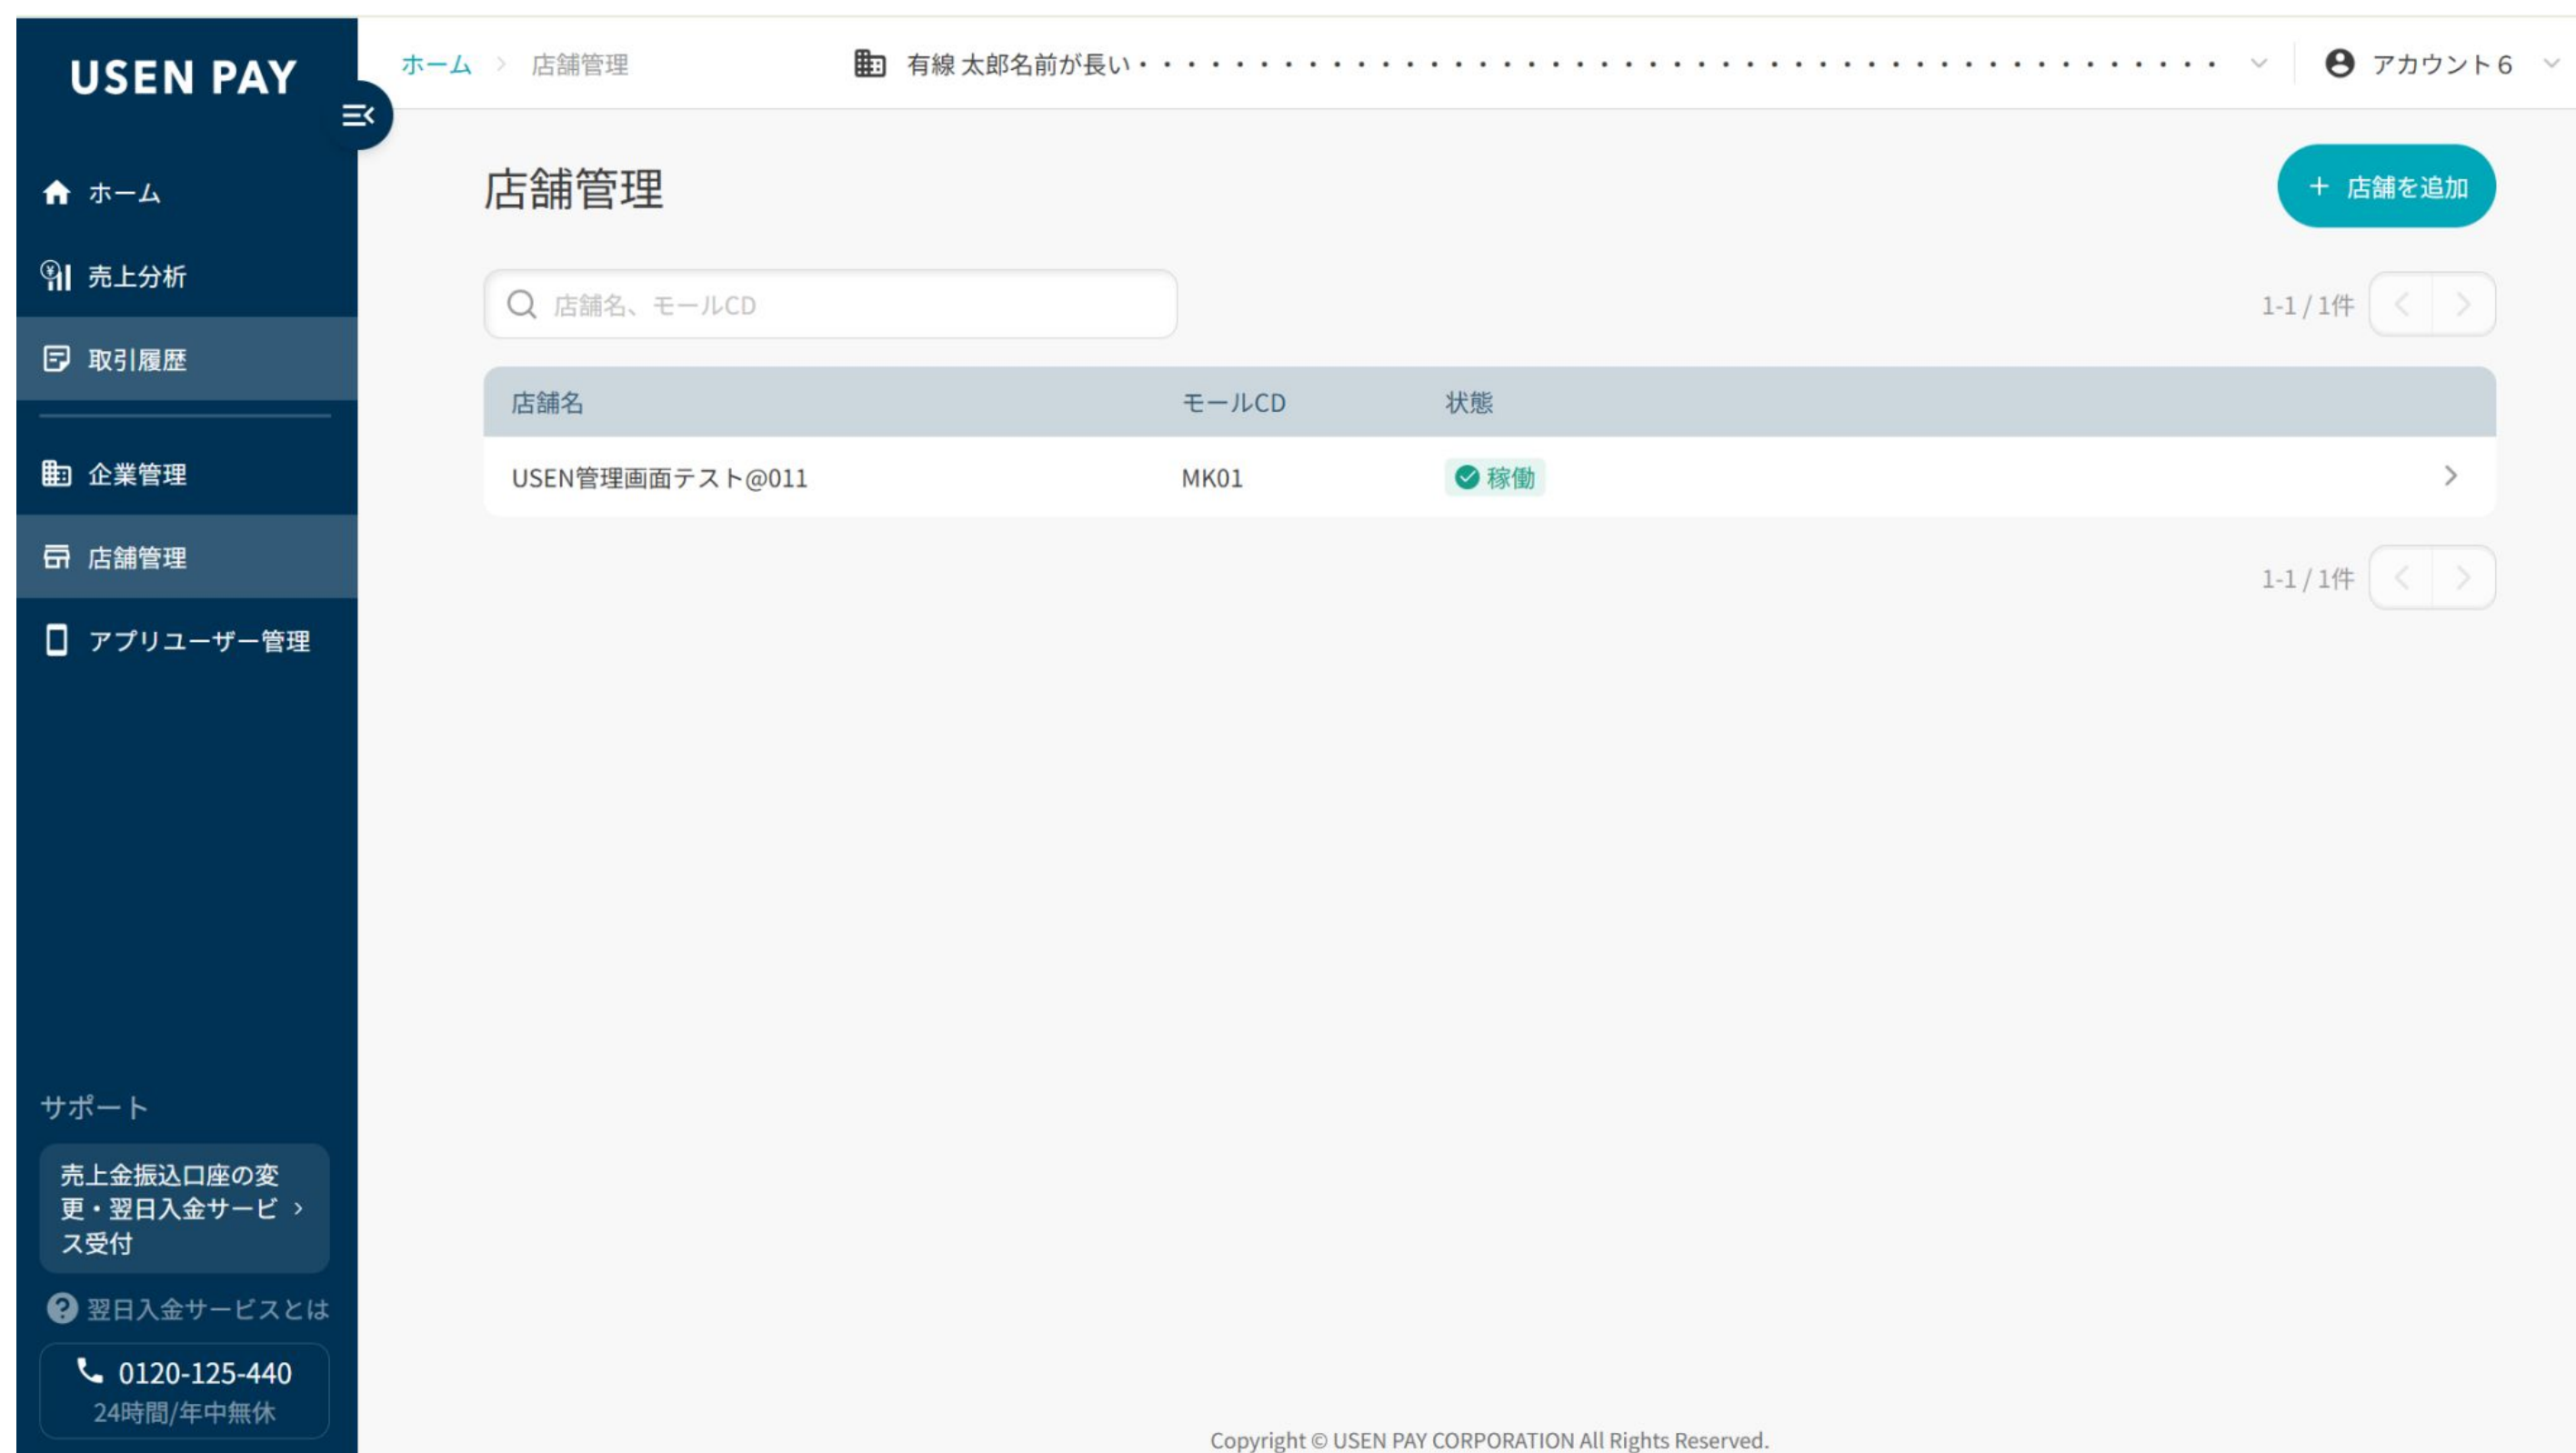 USEN PAY
ホーム > 店舗管理
有線 太郎名前が長い・・・・・・・・・・・・・・・・・・・・・・・・・・・・・・・・・・・・・・・・・・・・・
アカウント６
ホーム
売上分析
取引履歴
企業管理
店舗管理
アプリユーザー管理
サポート
売上金振込口座の変
更・翌日入金サービ
ス受付
翌日入金サービスとは
0120-125-440
24時間/年中無休
店舗管理
+ 店舗を追加
店舗名、モールCD
1-1 / 1件
店舗名 モールCD 状態
USEN管理画面テスト@011 MK01 稼働
1-1 / 1件
Copyright © USEN PAY CORPORATION All Rights Reserved.